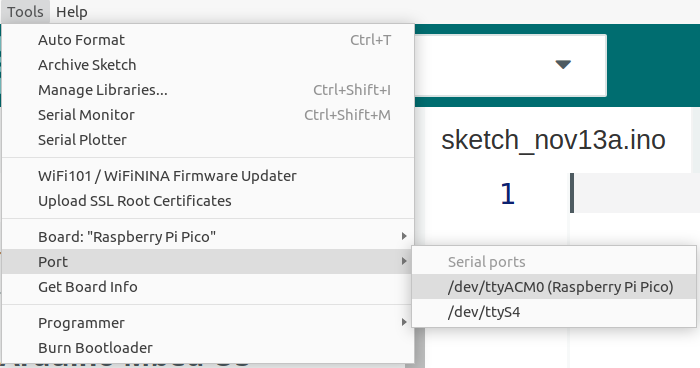 Tools Help
Auto Format Ctrl+T
Archive Sketch
Manage Libraries... Ctrl+Shift+I
Serial Monitor Ctrl+Shift+M
Serial Plotter
WiFi101 / WiFiNINA Firmware Updater
Upload SSL Root Certificates
Board: "Raspberry Pi Pico"
Port
Get Board Info
Programmer
Burn Bootloader
sketch_nov13a.ino
1
Serial ports
/dev/ttyACM0 (Raspberry Pi Pico)
/dev/ttyS4